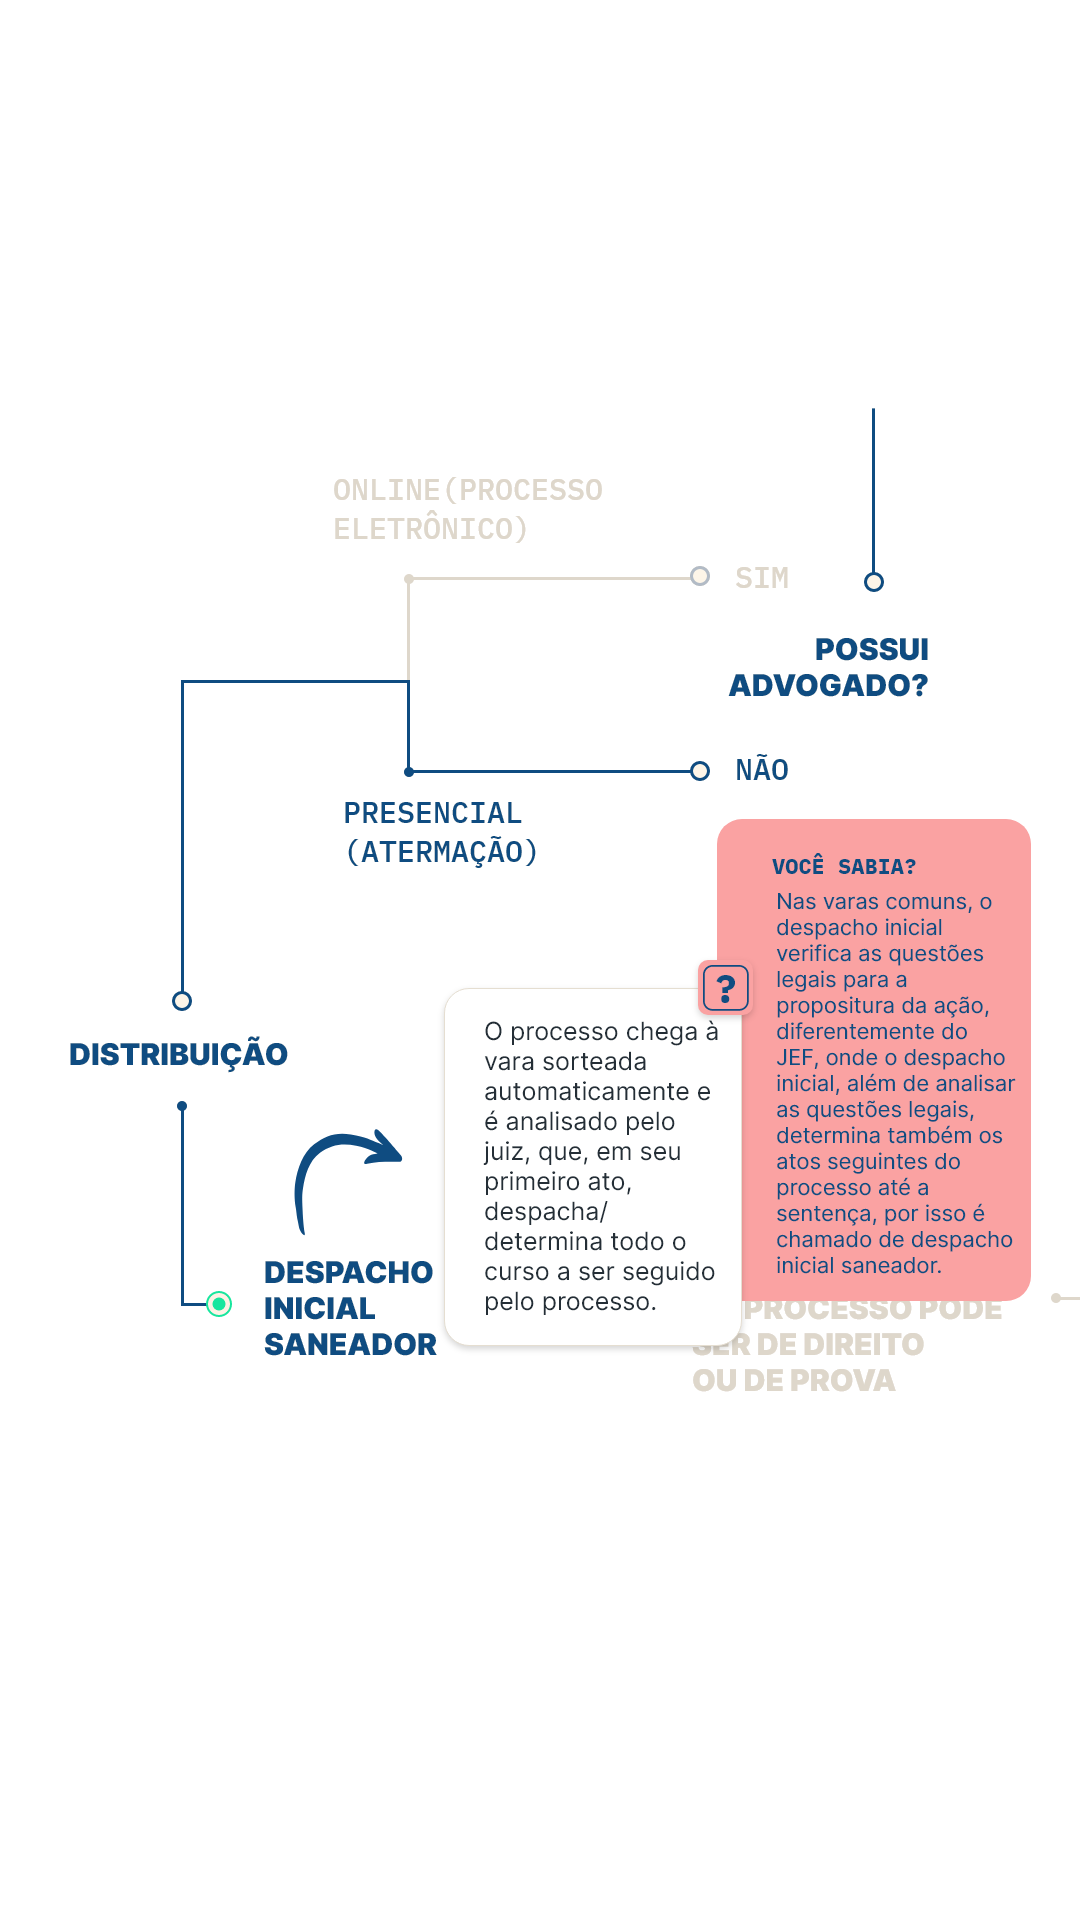 ONLINE(PROCESSO
ELETRÔNICO)
SIM
POSSUI
ADVOGADO?
NÃO
PRESENCIAL
(ATERMAÇÃO)
VOCÊ SABIA?
Nas varas comuns, o
despacho inicial
verifica as questões
legais para a
propositura da ação,
diferentemente do
JEF, onde o despacho
inicial, além de analisar
as questões legais,
determina também os
atos seguintes do
processo até a
sentença, por isso é
chamado de despacho
inicial saneador.
?
O processo chega à
vara sorteada
automaticamente e
é analisado pelo
juiz, que, em seu
primeiro ato,
despacha/
determina todo o
curso a ser seguido
pelo processo.
DISTRIBUIÇÃO
DESPACHO
INICIAL
SANEADOR
PROCESSO PODE
SER DE DIREITO
OU DE PROVA